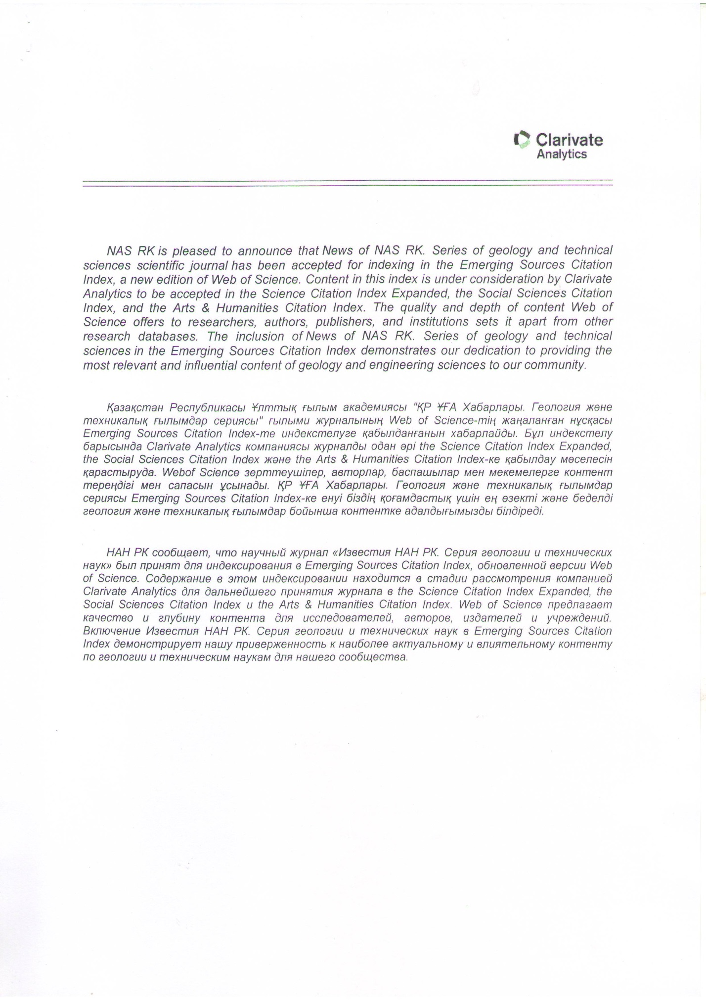 Clarivate
Analytics
NAS RK is pleased to announce that News of NAS RK. Series of geology and technical
sciences scientific journal has been accepted for indexing in the Emerging Sources Citation
Index, a new edition of Web of Science. Content in this index is under consideration by Clarivate
Analytics to be accepted in the Science Citation Index Expanded, the Social Sciences Citation
Index, and the Arts & Humanities Citation Index. The quality and depth of content Web of
Science offers to researchers, authors, publishers, and institutions sets it apart from other
research databases. The inclusion of News of NAS RK. Series of geology and technical
sciences in the Emerging Sources Citation Index demonstrates our dedication to providing the
most relevant and influential content of geology and engineering sciences to our community.
Қазақстан Республикасы Ұлттық ғылым академиясы "ҚР ҰҒА Хабарлары. Геология және
техникалық ғылымдар сериясы" ғылыми журналының Web of Science-тің жаңаланған нұсқасы
Emerging Sources Citation Index-те индекстелуге қабылданғанын хабарлайды. Бұл индекстелу
барысында Clarivate Analytics компаниясы журналды одан әрі the Science Citation Index Expanded,
the Social Sciences Citation Index және the Arts & Humanities Citation Index-ке қабылдау мәселесін
қарастыруда. Webof Science зерттеушілер, авторлар, баспашылар мен мекемелерге контент
тереңдігі мен сапасын ұсынады. ҚР ҰҒА Хабарлары. Геология және техникалық ғылымдар
сериясы Emerging Sources Citation Index-ке енуі біздің қоғамдастық үшін ең өзекті және беделді
геология және техникалық ғылымдар бойынша контентке адалдығымызды білдіреді.
НАН РК сообщает, что научный журнал «Известия НАН РК. Серия геологии и технических
наук» был принят для индексирования в Emerging Sources Citation Index, обновленной версии Web
of Science. Содержание в этом индексировании находится в стадии рассмотрения компанией
Clarivate Analytics для дальнейшего принятия журнала в the Science Citation Index Expanded, the
Social Sciences Citation Index и the Arts & Humanities Citation Index. Web of Science предлагает
качество и глубину контента для исследователей, авторов, издателей и учреждений.
Включение Известия НАН РК. Серия геологии и технических наук в Emerging Sources Citation
Index демонстрирует нашу приверженность к наиболее актуальному и влиятельному контенту
по геологии и техническим наукам для нашего сообщества.